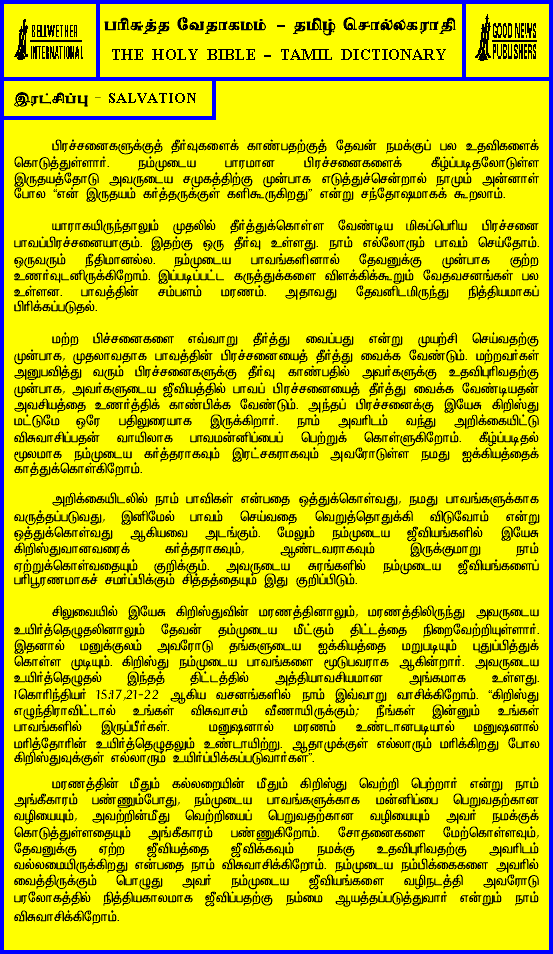 BELLWETHER
INTERNATIONAL
பரிசுத்த வேதாகமம் – தமிழ் சொல்லகராதி
THE HOLY BIBLE – TAMIL DICTIONARY
GOOD NEWS
PUBLISHERS
இரட்சிப்பு – SALVATION
பிரச்சனைகளுக்குத் தீர்வுகளைக் காண்பதற்குத் தேவன் நமக்குப் பல உதவிகளைக்
கொடுத்துள்ளார். நம்முடைய பாரமான பிரச்சனைகளைக் கீழ்ப்படிதலோடுள்ள
இருதயத்தோடு அவருடைய சமுகத்திற்கு முன்பாக எடுத்துச்சென்றால் நாமும் அன்னாள்
போல “என் இருதயம் கர்த்தருக்குள் களிகூருகிறது” என்று சந்தோஷமாகக் கூறலாம்.
யாராகயிருந்தாலும் முதலில் தீர்த்துக்கொள்ள வேண்டிய மிகப்பெரிய பிரச்சனை
பாவப்பிரச்சனையாகும். இதற்கு ஒரு தீர்வு உள்ளது. நாம் எல்லோரும் பாவம் செய்தோம்.
ஒருவரும் நீதிமானல்ல. நம்முடைய பாவங்களினால் தேவனுக்கு முன்பாக குற்ற
உணர்வுடனிருக்கிறோம். இப்படிப்பட்ட கருத்துக்களை விளக்கிக்கூறும் வேதவசனங்கள் பல
உள்ளன. பாவத்தின் சம்பளம் மரணம். அதாவது தேவனிடமிருந்து நித்தியமாகப்
பிரிக்கப்படுதல்.
மற்ற பிச்சனைகளை எவ்வாறு தீர்த்து வைப்பது என்று முயற்சி செய்வதற்கு
முன்பாக, முதலாவதாக பாவத்தின் பிரச்சனையைத் தீர்த்து வைக்க வேண்டும். மற்றவர்கள்
அனுபவித்து வரும் பிரச்சனைகளுக்கு தீர்வு காண்பதில் அவர்களுக்கு உதவிபுரிவதற்கு
முன்பாக, அவர்களுடைய ஜீவியத்தில் பாவப் பிரச்சனையைத் தீர்த்து வைக்க வேண்டியதன்
அவசியத்தை உணர்த்திக் காண்பிக்க வேண்டும். அந்தப் பிரச்சனைக்கு இயேசு கிறிஸ்து
மட்டுமே ஒரே பதிலுரையாக இருக்கிறார். நாம் அவரிடம் வந்து அறிக்கையிட்டு
விசுவாசிப்பதன் வாயிலாக பாவமன்னிப்பைப் பெற்றுக் கொள்ளுகிறோம். கீழ்ப்படிதல்
மூலமாக நம்முடைய கர்த்தராகவும் இரட்சகராகவும் அவரோடுள்ள நமது ஐக்கியத்தைக்
காத்துக்கொள்கிறோம்.
அறிக்கையிடலில் நாம் பாவிகள் என்பதை ஒத்துக்கொள்வது, நமது பாவங்களுக்காக
வருத்தப்படுவது, இனிமேல் பாவம் செய்வதை வெறுத்தொதுக்கி விடுவோம் என்று
ஒத்துக்கொள்வது ஆகியவை அடங்கும். மேலும் நம்முடைய ஜீவியங்களில் இயேசு
கிறிஸ்துவானவரைக் கர்த்தராகவும், ஆண்டவராகவும் இருக்குமாறு நாம்
ஏற்றுக்கொள்வதையும் குறிக்கும். அவருடைய கரங்களில் நம்முடைய ஜீவியங்களைப்
பரிபூரணமாகச் சமர்ப்பிக்கும் சித்தத்தையும் இது குறிப்பிடும்.
சிலுவையில் இயேசு கிறிஸ்துவின் மரணத்தினாலும், மரணத்திலிருந்து அவருடைய
உயிர்த்தெழுதலினாலும் தேவன் தம்முடைய மீட்கும் திட்டத்தை நிறைவேற்றியுள்ளார்.
இதனால் மனுக்குலம் அவரோடு தங்களுடைய ஐக்கியத்தை மறுபடியும் புதுப்பித்துக்
கொள்ள முடியும். கிறிஸ்து நம்முடைய பாவங்களை மூடுபவராக ஆகின்றார். அவருடைய
உயிர்த்தெழுதல் இந்தத் திட்டத்தில் அத்தியாவசியமான அங்கமாக உள்ளது.
1கொரிந்தியர் 15:17,21-22 ஆகிய வசனங்களில் நாம் இவ்வாறு வாசிக்கிறோம். “கிறிஸ்து
எழுந்திராவிட்டால் உங்கள் விசுவாசம் வீணாயிருக்கும்; நீங்கள் இன்னும் உங்கள்
பாவங்களில் இருப்பீர்கள். மனுஷனால் மரணம் உண்டானபடியால் மனுஷனால்
மரித்தோரின் உயிர்த்தெழுதலும் உண்டாயிற்று. ஆதாமுக்குள் எல்லாரும் மரிக்கிறது போல
கிறிஸ்துவுக்குள் எல்லாரும் உயிர்ப்பிக்கப்படுவார்கள்”.
மரணத்தின் மீதும் கல்லறையின் மீதும் கிறிஸ்து வெற்றி பெற்றார் என்று நாம்
அங்கீகாரம் பண்ணும்போது, நம்முடைய பாவங்களுக்காக மன்னிப்பை பெறுவதற்கான
வழியையும், அவற்றின்மீது வெற்றியைப் பெறுவதற்கான வழியையும் அவர் நமக்குக்
கொடுத்துள்ளதையும் அங்கீகாரம் பண்ணுகிறோம். சோதனைகளை மேற்கொள்ளவும்,
தேவனுக்கு ஏற்ற ஜீவியத்தை ஜீவிக்கவும் நமக்கு உதவிபுரிவதற்கு அவரிடம்
வல்லமையிருக்கிறது என்பதை நாம் விசுவாசிக்கிறோம். நம்முடைய நம்பிக்கைகளை அவரில்
வைத்திருக்கும் பொழுது அவர் நம்முடைய ஜீவியங்களை வழிநடத்தி அவரோடு
பரலோகத்தில் நித்தியகாலமாக ஜீவிப்பதற்கு நம்மை ஆயத்தப்படுத்துவார் என்றும் நாம்
விசுவாசிக்கிறோம்.